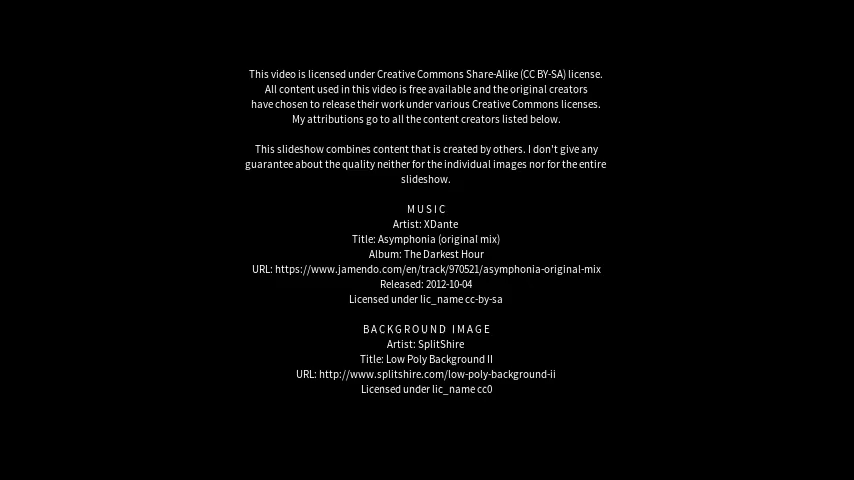 This video is licensed under Creative Commons Share-Alike (CC BY-SA) license.
All content used in this video is free available and the original creators
have chosen to release their work under various Creative Commons licenses.
My attributions go to all the content creators listed below.
This slideshow combines content that is created by others. I don't give any
guarantee about the quality neither for the individual images nor for the entire
slideshow.
MUSIC
Artist: XDante
Title: Asymphonia (original mix)
Album: The Darkest Hour
URL: https://www.jamendo.com/en/track/970521/asymphonia-original-mix
Released: 2012-10-04
Licensed under lic_name cc-by-sa
BACKGROUND IMAGE
Artist: SplitShire
Title: Low Poly Background II
URL: http://www.splitshire.com/low-poly-background-ii
Licensed under lic_name cc0